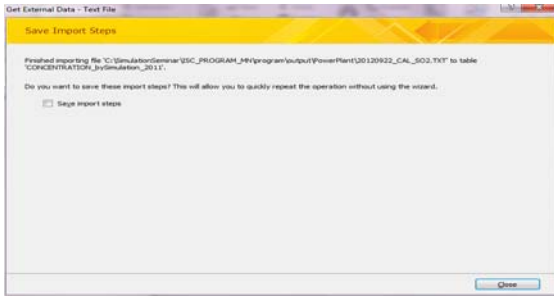 Get External Data - Text File
Save Import Steps
Finished importing file 'C:\SimulationSeminar\ISC_PROGRAM_MN\program\output\PowerPlant\20120922_CAL_SO2.TXT' to table
'CONCENTRATION_bySimulation_2011'.
Do you want to save these import steps? This will allow you to quickly repeat the operation without using the wizard.
Save import steps
Close